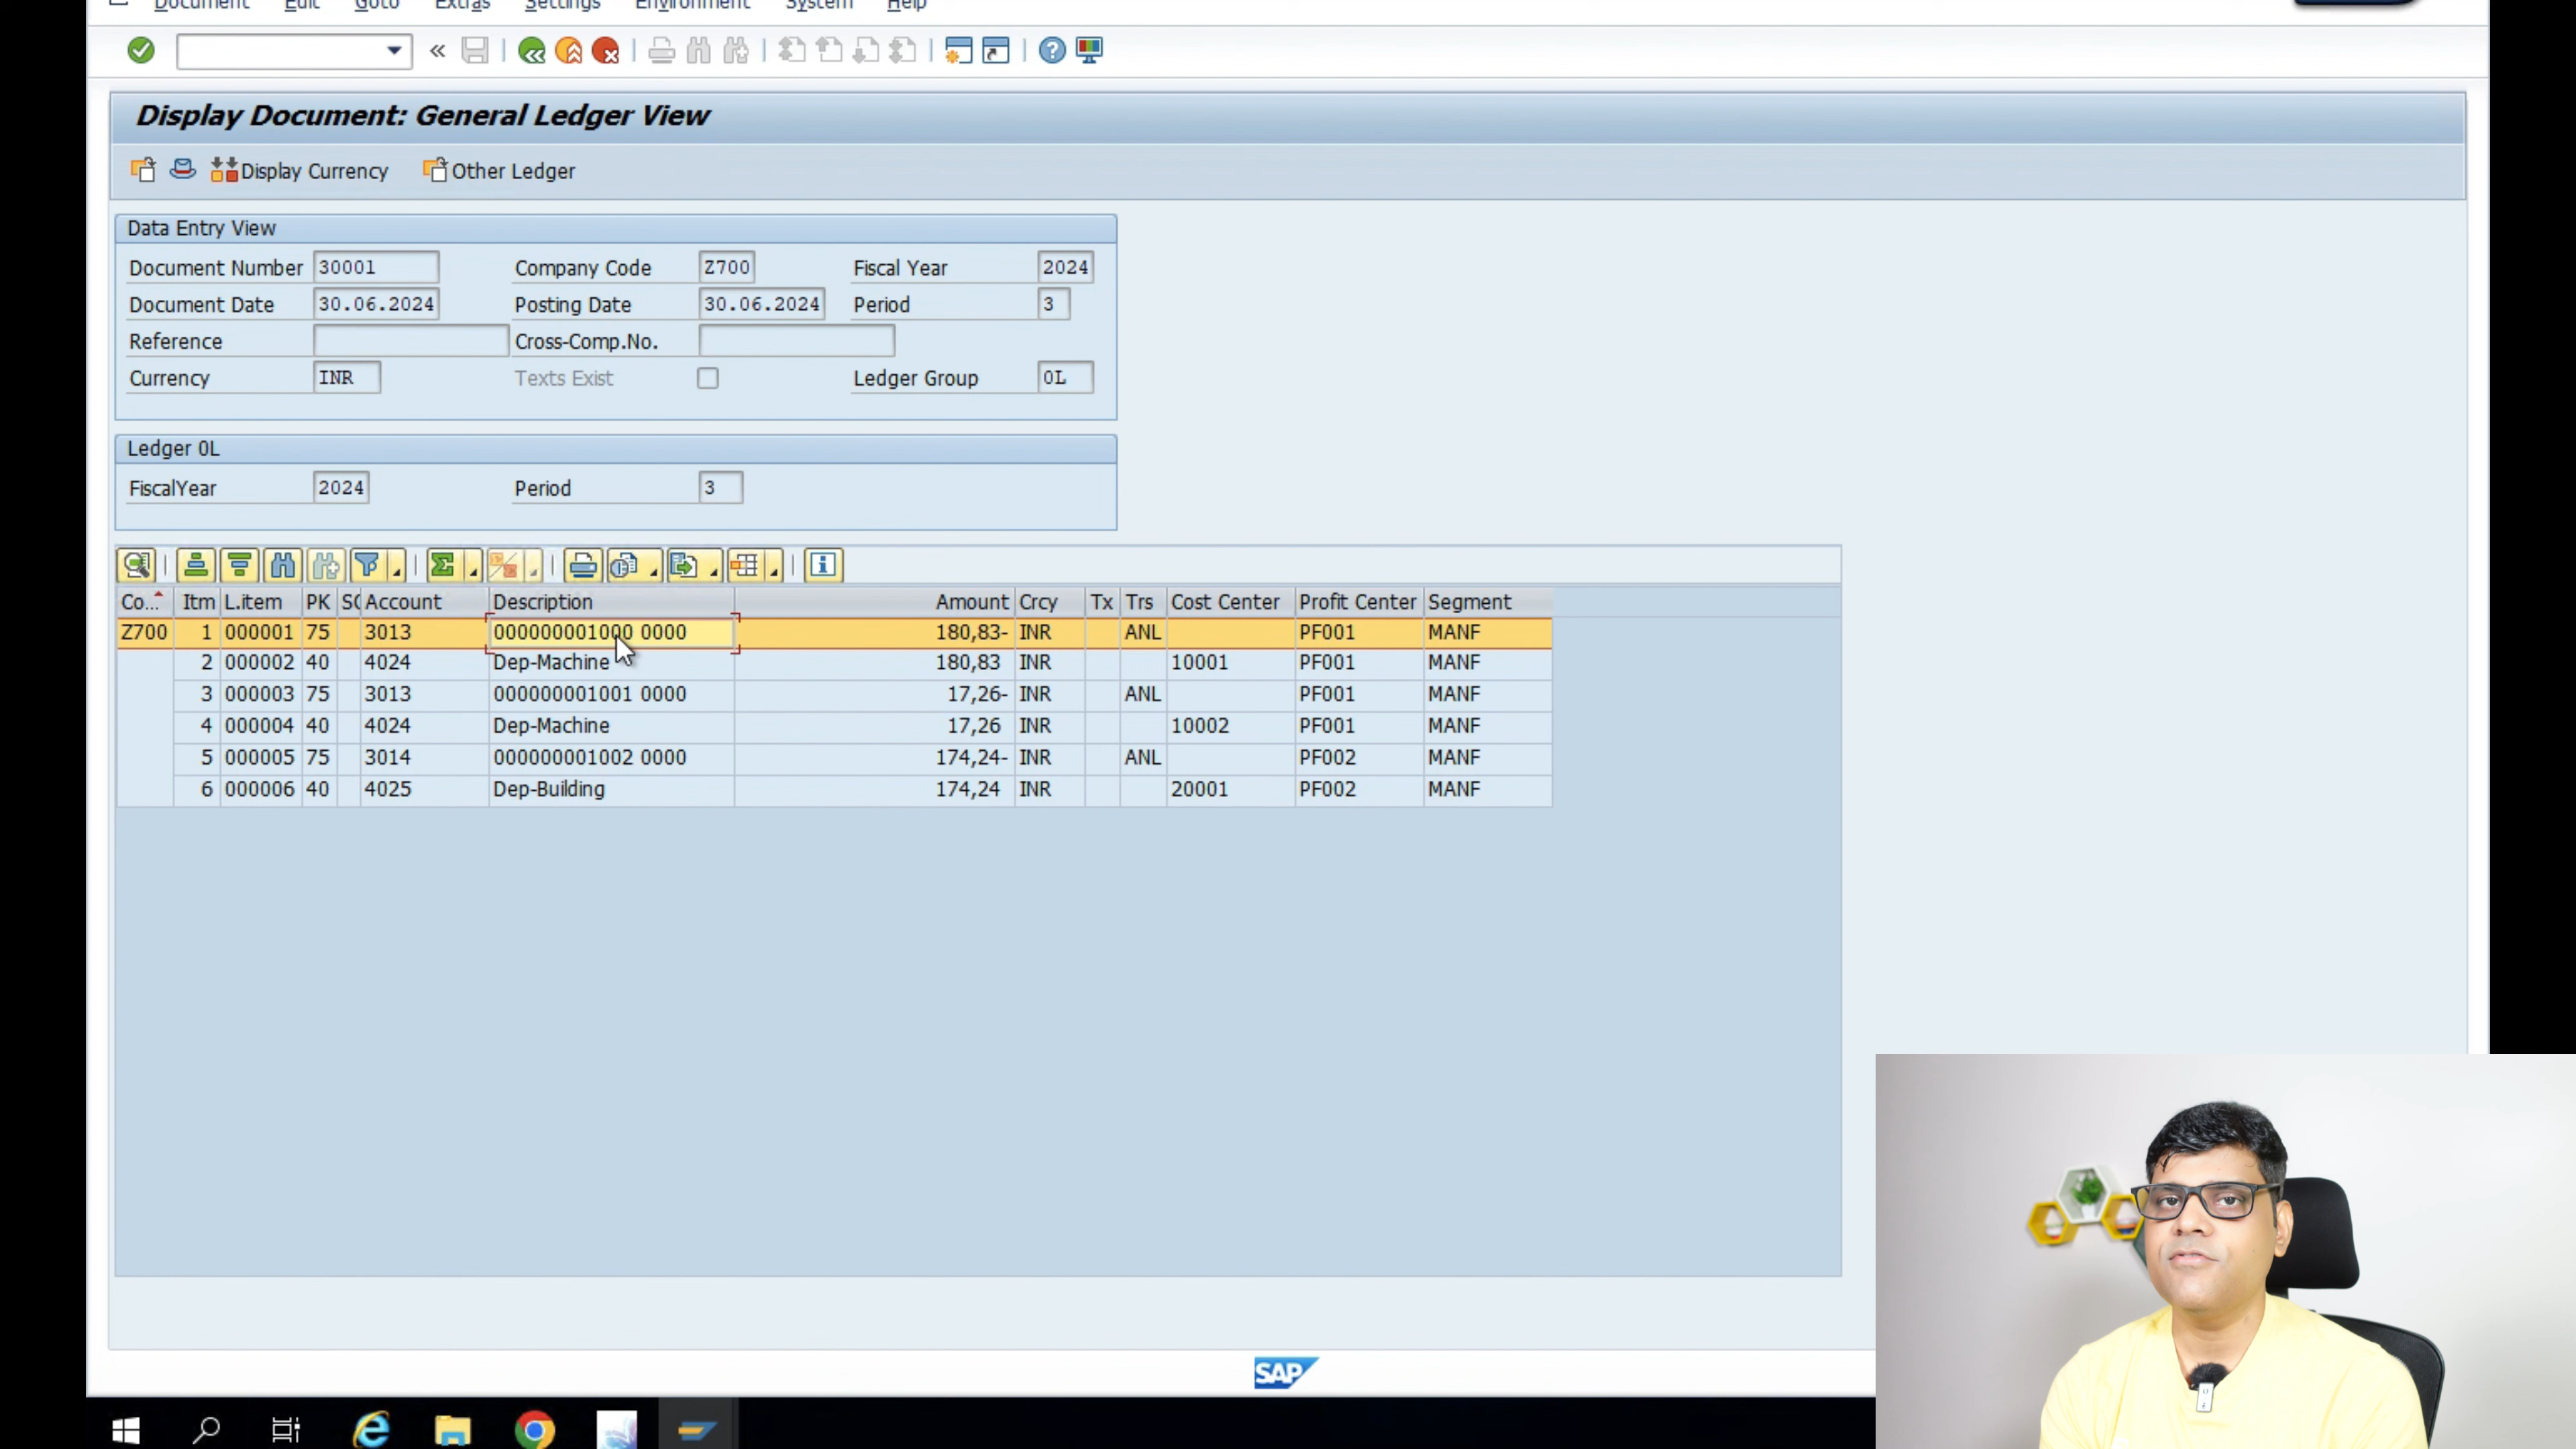 Document Edit Goto Extras Settings Environment System Help
Display Document: General Ledger View
Display Currency Other Ledger
Data Entry View
Document Number 30001 Company Code Z700 Fiscal Year 2024
Document Date 30.06.2024 Posting Date 30.06.2024 Period 3
Reference Cross-Comp.No.
Currency INR Texts Exist Ledger Group 0L
Ledger 0L
FiscalYear 2024 Period 3
Co... Itm L.item PK SG Account Description Amount Crcy Tx Trs Cost Center Profit Center Segment
Z700 1 000001 75 3013 000000001000 0000 180,83- INR ANL PF001 MANF
2 000002 40 4024 Dep-Machine 180,83 INR 10001 PF001 MANF
3 000003 75 3013 000000001001 0000 17,26- INR ANL PF001 MANF
4 000004 40 4024 Dep-Machine 17,26 INR 10002 PF001 MANF
5 000005 75 3014 000000001002 0000 174,24- INR ANL PF002 MANF
6 000006 40 4025 Dep-Building 174,24 INR 20001 PF002 MANF
SAP